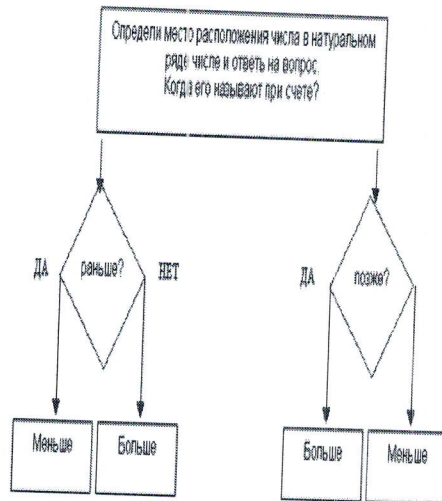 Определи место расположения числа в натуральном
ряде числе и ответь на вопрос.
Когда его называют при счете?
ДА
раньше?
НЕТ
ДА
позже?
Меньше
Больше
Больше
Меньше